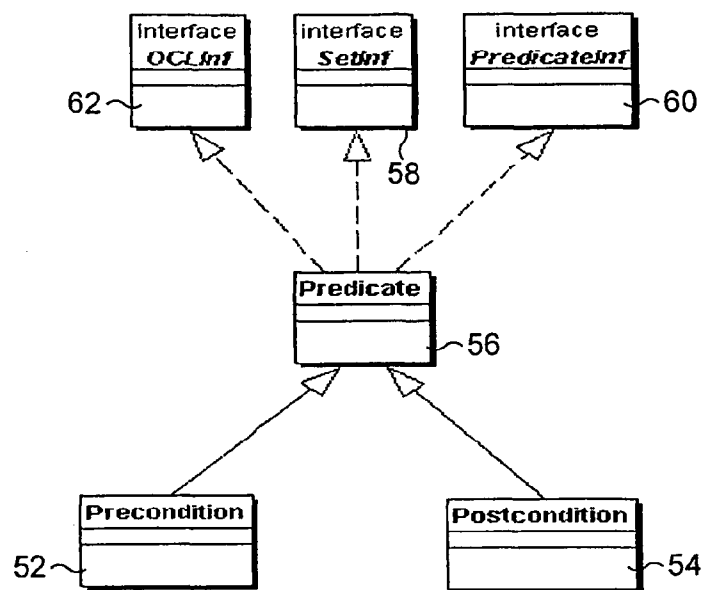 interface
OCLInf
interface
SetInf
interface
PredicateInf
62
58
60
Predicate
56
Precondition
Postcondition
52
54